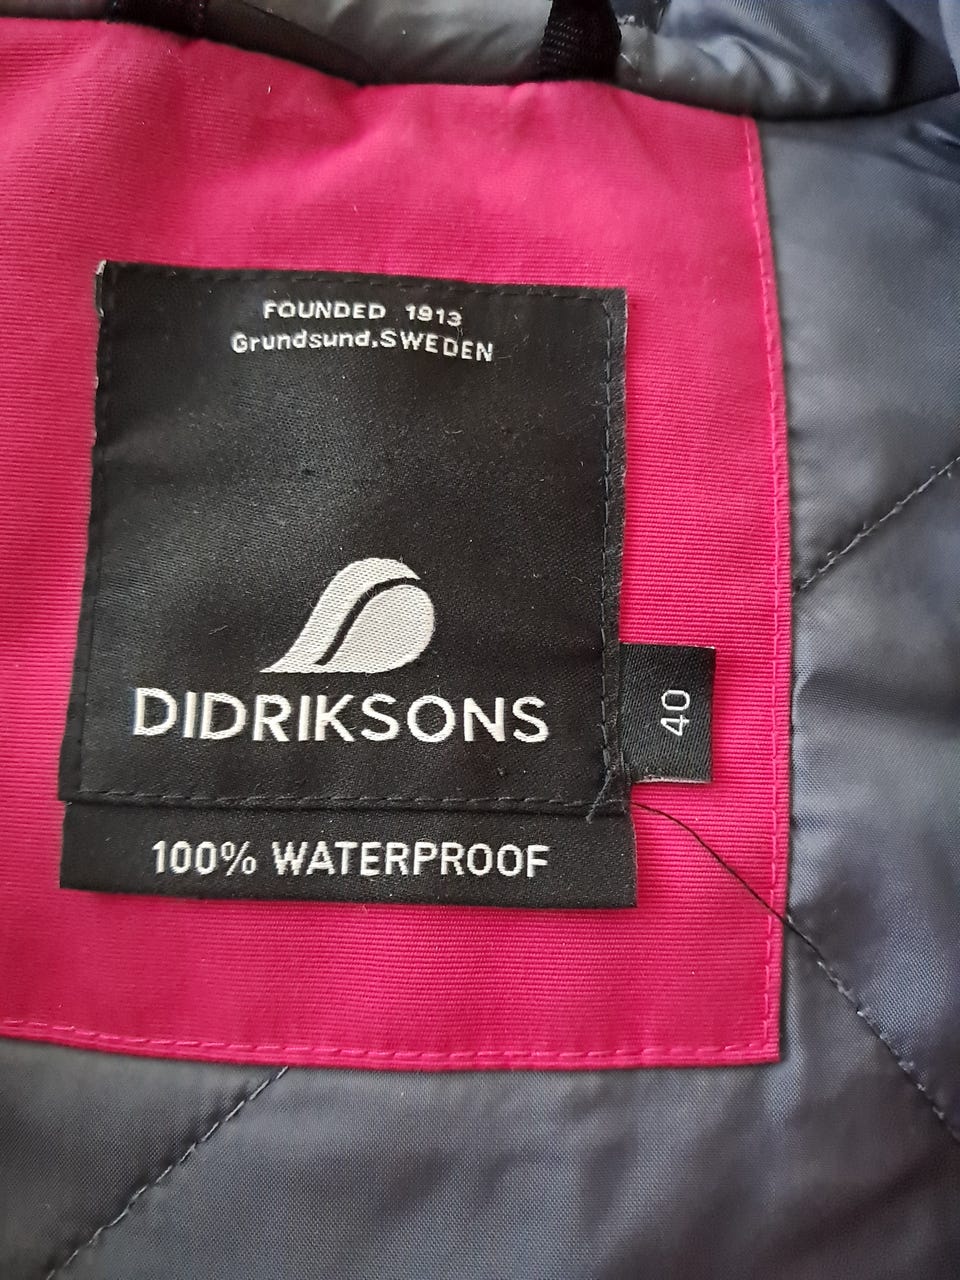 FOUNDED 1913
Grundsund,SWEDEN
DIDRIKSONS
40
100% WATERPROOF